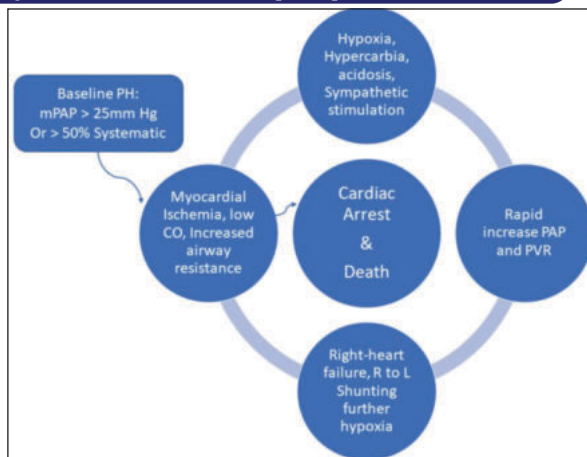 Hypoxia,
Hypercarbia,
acidosis,
Sympathetic
stimulation
Baseline PH:
mPAP > 25mm Hg
Or > 50% Systematic
Myocardial
Ischemia, low
CO, Increased
airway
resistance
Cardiac
Arrest
&
Death
Rapid
increase PAP
and PVR
Right-heart
failure, R to L
Shunting
further
hypoxia